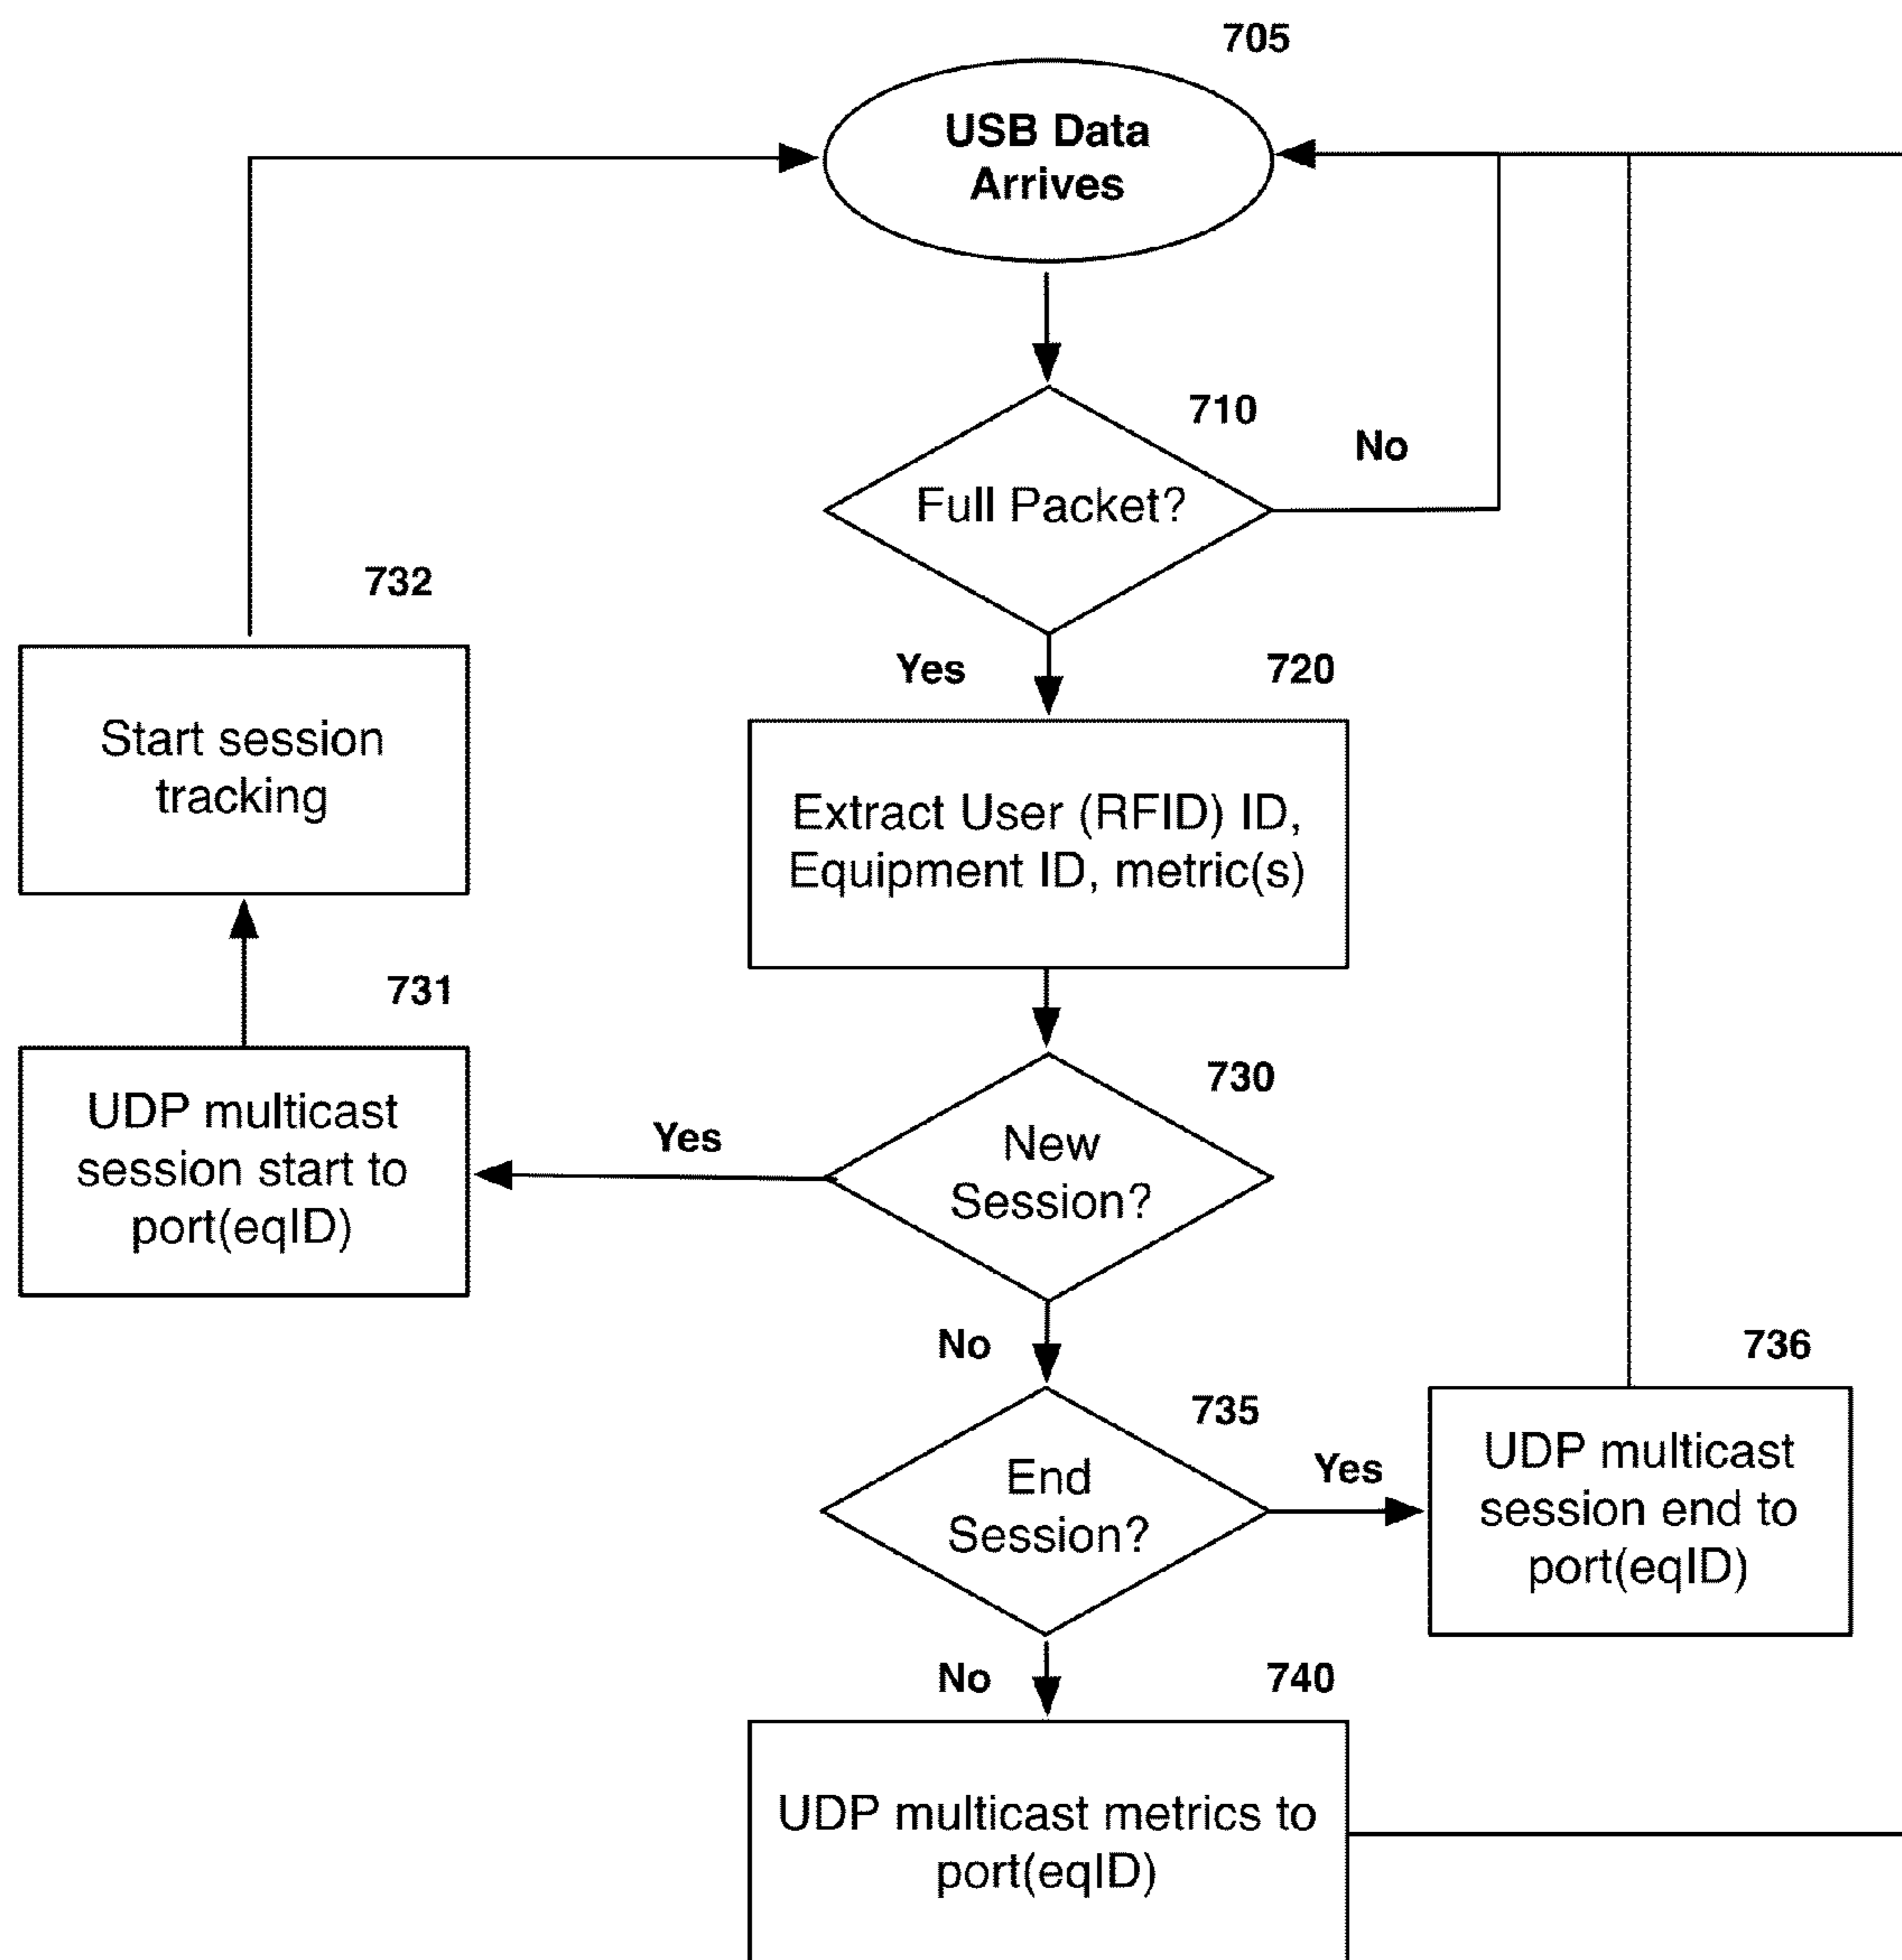 705
USB Data
Arrives
710
No
Full Packet?
732
Yes
720
Start session
tracking
Extract User (RFID) ID,
Equipment ID, metric(s)
731
730
UDP multicast
session start to
port(eqID)
Yes
New
Session?
No
736
735
End
Session?
Yes
UDP multicast
session end to
port(eqID)
No
740
UDP multicast metrics to
port(eqID)